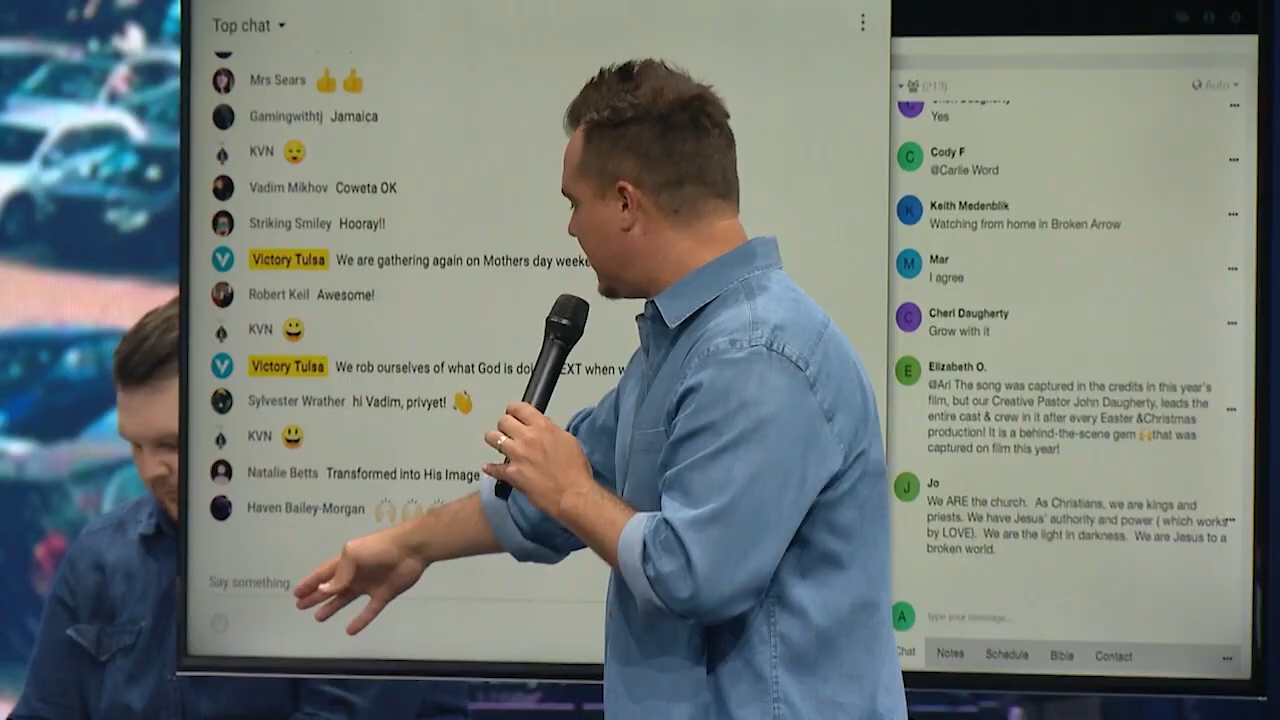 Top chat
Mrs Sears
Gamingwithtj Jamaica
KVN
Vadim Mikhov Coweta OK
Striking Smiley Hooray!!
Victory Tulsa We are gathering again on Mothers day
Robert Keil Awesome!
KVN
Victory Tulsa We rob ourselves of what God is EXT when
Sylvester Wrather hi Vadim, privyet!
KVN
Natalie Betts Transformed into His Image
Haven Bailey-Morgan
Say something
(213)
Auto
Cheri Daugherty
Yes
Cody F
@Carlie Word
Keith Medenblik
Watching from home in Broken Arrow
Mar
I agree
Cheri Daugherty
Grow with it
Elizabeth O.
@Ari The song was captured in the credits in this year's
film, but our Creative Pastor John Daugherty, leads the
entire cast & crew in it after every Easter &Christmas
production! It is a behind-the-scene gem that was
captured on film this year!
Jo
We ARE the church. As Christians, we are kings and
priests. We have Jesus' authority and power ( which works
by LOVE). We are the light in darkness. We are Jesus to a
broken world.
type your message...
Chat Notes Schedule Bible Contact